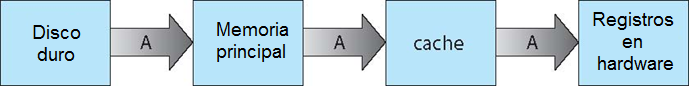 Disco
duro
A
Memoria
principal
A
cache
A
Registros
en
hardware